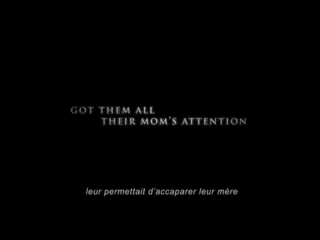 GOT THEM ALL
THEIR MOM'S ATTENTION
leur permettait d'accaparer leur mère